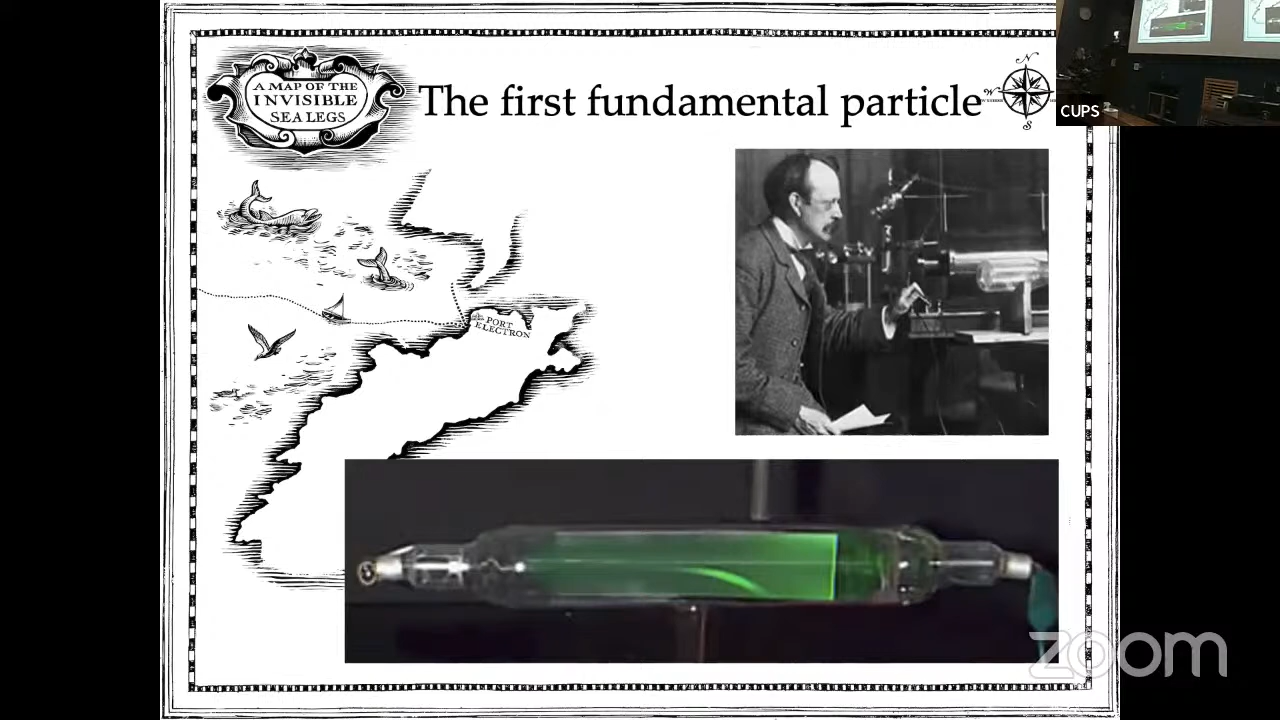 A MAP OF THE
INVISIBLE
SEA LEGS
The first fundamental particle
N
W
S
CUPS
PORT
ELECTRON
zoom